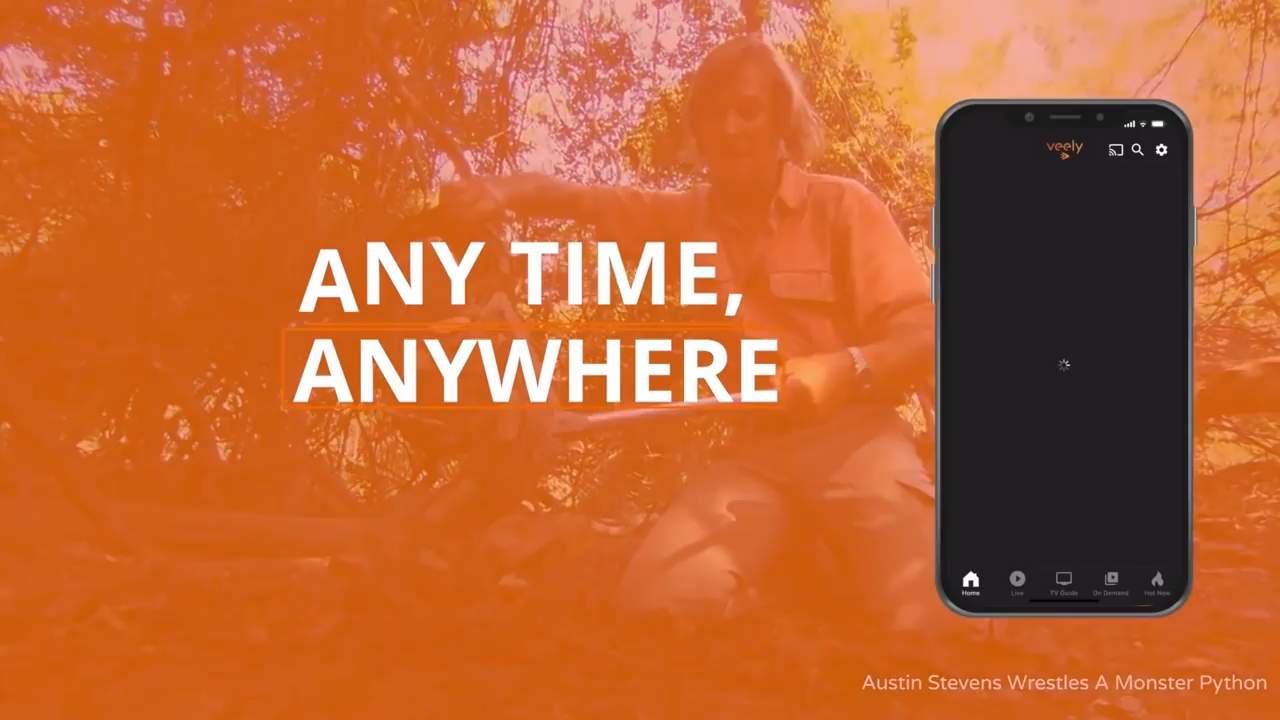 ANY TIME,
ANYWHERE
veely
Home
Live
TV Guide
On Demand
Hot Now
Austin Stevens Wrestles A Monster Python